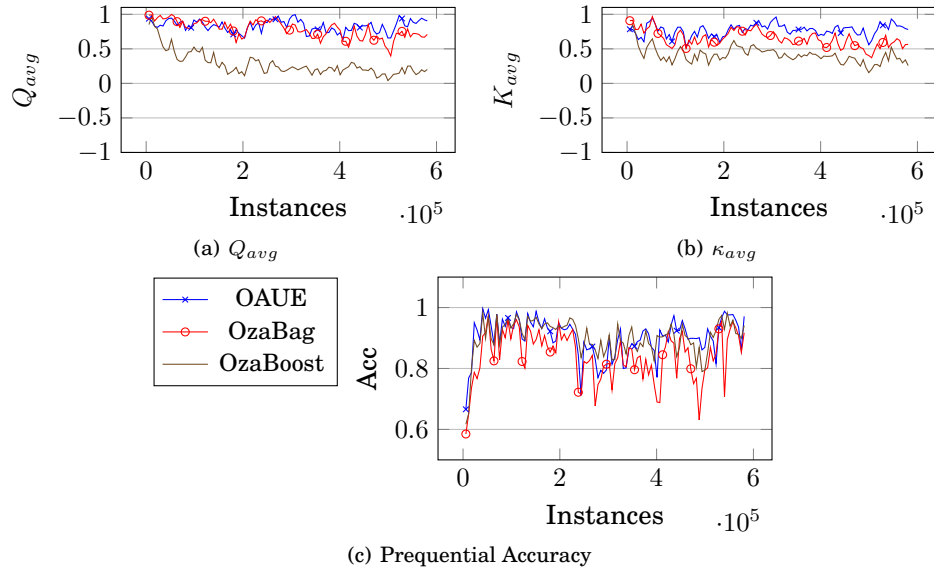 1
0.5
0
−0.5
−1
Q_avg
0 2 4 6
Instances
·10^5
(a) Q_avg
1
0.5
0
−0.5
−1
K_avg
0 2 4 6
Instances
·10^5
(b) κ_avg
OAUE
OzaBag
OzaBoost
1
0.8
0.6
Acc
0 2 4 6
Instances
·10^5
(c) Prequential Accuracy